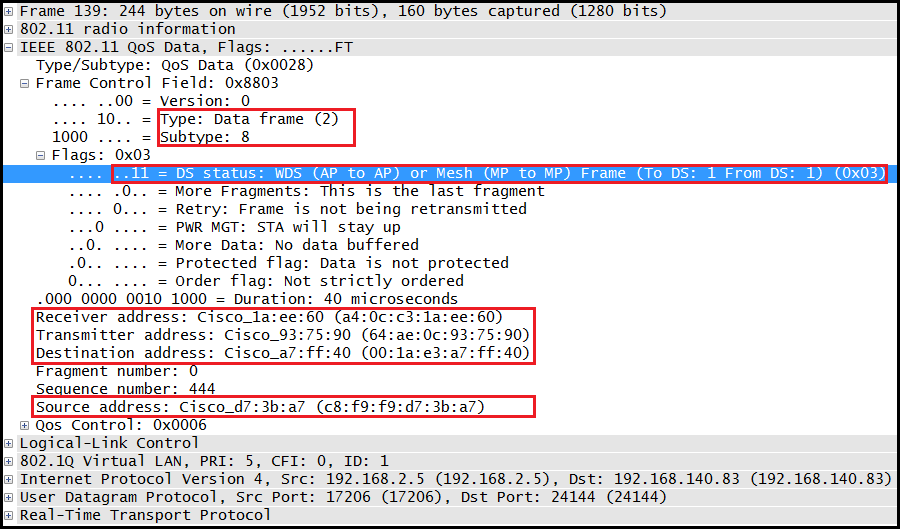 Frame 139: 244 bytes on wire (1952 bits), 160 bytes captured (1280 bits)
802.11 radio information
IEEE 802.11 QoS Data, Flags: ......FT
Type/Subtype: QoS Data (0x0028)
Frame Control Field: 0x8803
.... ..00 = Version: 0
.... 10.. = Type: Data frame (2)
1000 .... = Subtype: 8
Flags: 0x03
.... ..11 = DS status: WDS (AP to AP) or Mesh (MP to MP) Frame (To DS: 1 From DS: 1) (0x03)
.... .0.. = More Fragments: This is the last fragment
.... 0... = Retry: Frame is not being retransmitted
...0 .... = PWR MGT: STA will stay up
..0. .... = More Data: No data buffered
.0.. .... = Protected flag: Data is not protected
0... .... = Order flag: Not strictly ordered
.000 0000 0010 1000 = Duration: 40 microseconds
Receiver address: Cisco_1a:ee:60 (a4:0c:c3:1a:ee:60)
Transmitter address: Cisco_93:75:90 (64:ae:0c:93:75:90)
Destination address: Cisco_a7:ff:40 (00:1a:e3:a7:ff:40)
Fragment number: 0
Sequence number: 444
Source address: Cisco_d7:3b:a7 (c8:f9:f9:d7:3b:a7)
Qos Control: 0x0006
Logical-Link Control
802.1Q Virtual LAN, PRI: 5, CFI: 0, ID: 1
Internet Protocol Version 4, Src: 192.168.2.5 (192.168.2.5), Dst: 192.168.140.83 (192.168.140.83)
User Datagram Protocol, Src Port: 17206 (17206), Dst Port: 24144 (24144)
Real-Time Transport Protocol